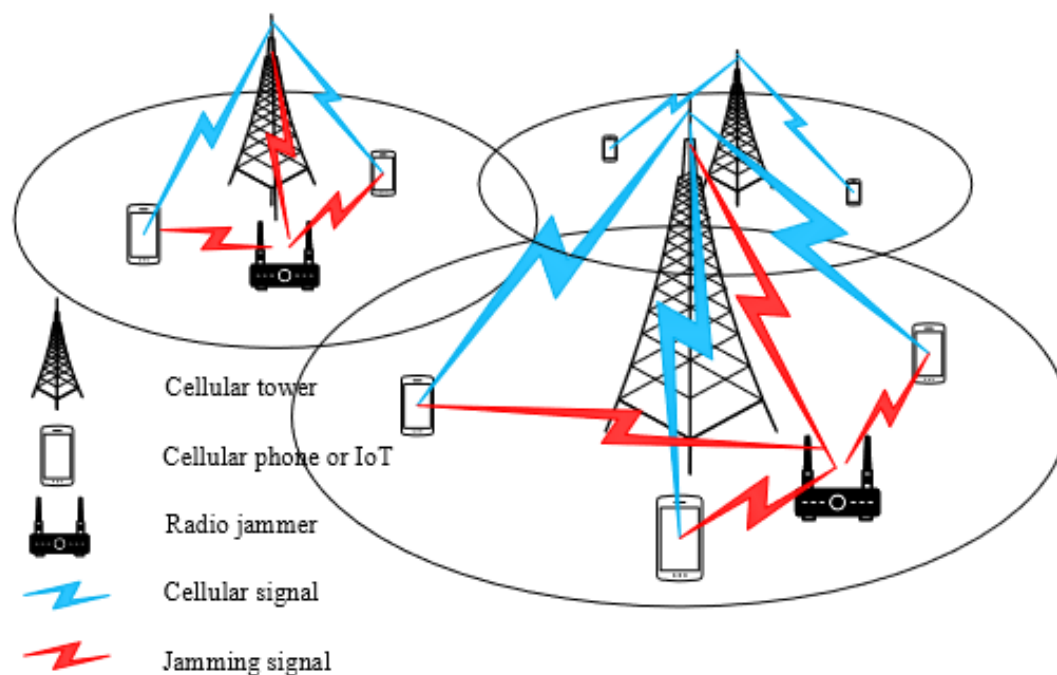 Cellular tower
Cellular phone or IoT
Radio jammer
Cellular signal
Jamming signal